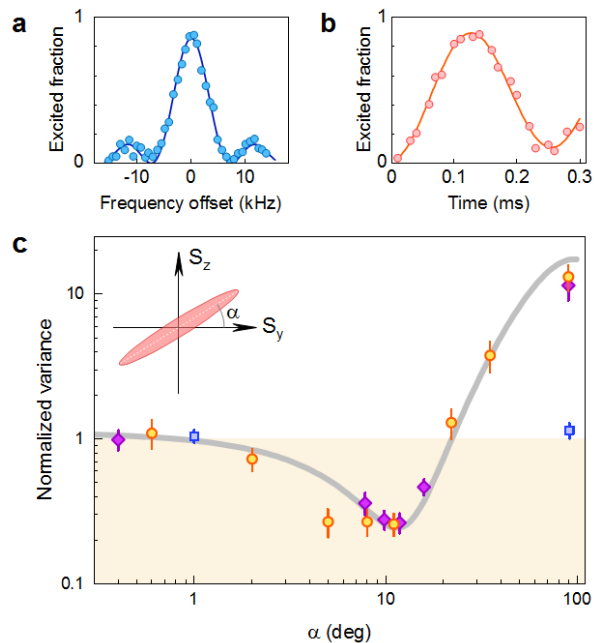 a
Excited fraction
1
0
-10
0
10
Frequency offset (kHz)
b
Excited fraction
1
0
0
0.1
0.2
0.3
Time (ms)
c
Normalized variance
10
1
0.1
S_z
α
S_y
1
10
100
α (deg)